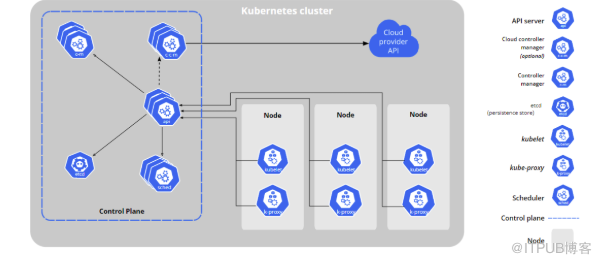 Kubernetes cluster
API server
Cloud controller
manager
(optional)
Controller
manager
etcd
(persistence store)
kubelet
kube-proxy
Scheduler
Control plane
Node
c-m
c-c-m
Cloud
provider
API
api
etcd
sched
Control Plane
Node
Node
Node
kubelet
kubelet
kubelet
k-proxy
k-proxy
k-proxy
@ITPUB博客